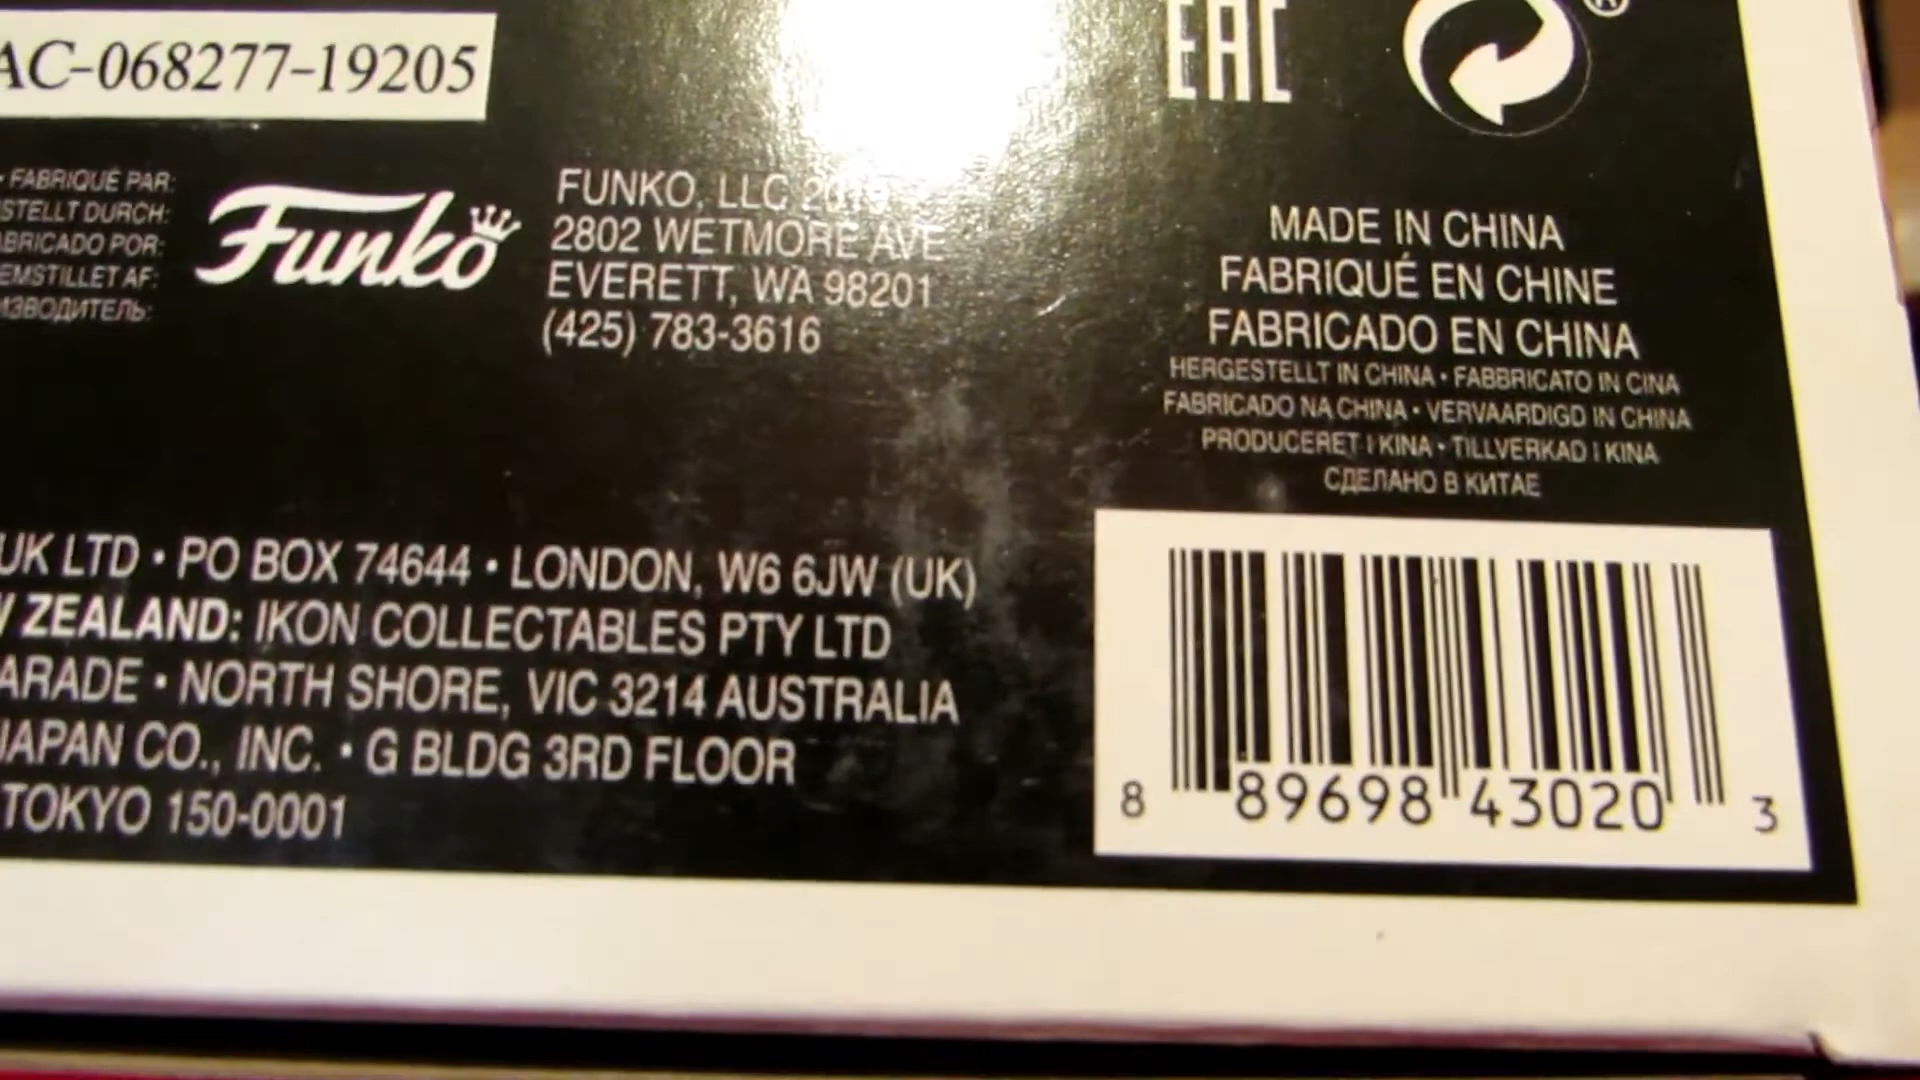 AC-068277-19205
EAC
®
• FABRIQUÉ PAR:
STELLT DURCH:
ABRICADO POR:
EMSTILLET AF:
ИЗВОДИТЕЛЬ:
Funko
FUNKO, LLC
2802 WETMORE AVE
EVERETT, WA 98201
(425) 783-3616
MADE IN CHINA
FABRIQUÉ EN CHINE
FABRICADO EN CHINA
HERGESTELLT IN CHINA • FABBRICATO IN CINA
FABRICADO NA CHINA • VERVAARDIGD IN CHINA
PRODUCERET I KINA • TILLVERKAD I KINA
СДЕЛАНО В КИТАЕ
UK LTD • PO BOX 74644 • LONDON, W6 6JW (UK)
ZEALAND: IKON COLLECTABLES PTY LTD
ARADE • NORTH SHORE, VIC 3214 AUSTRALIA
JAPAN CO., INC. • G BLDG 3RD FLOOR
TOKYO 150-0001
8 89698 43020 3